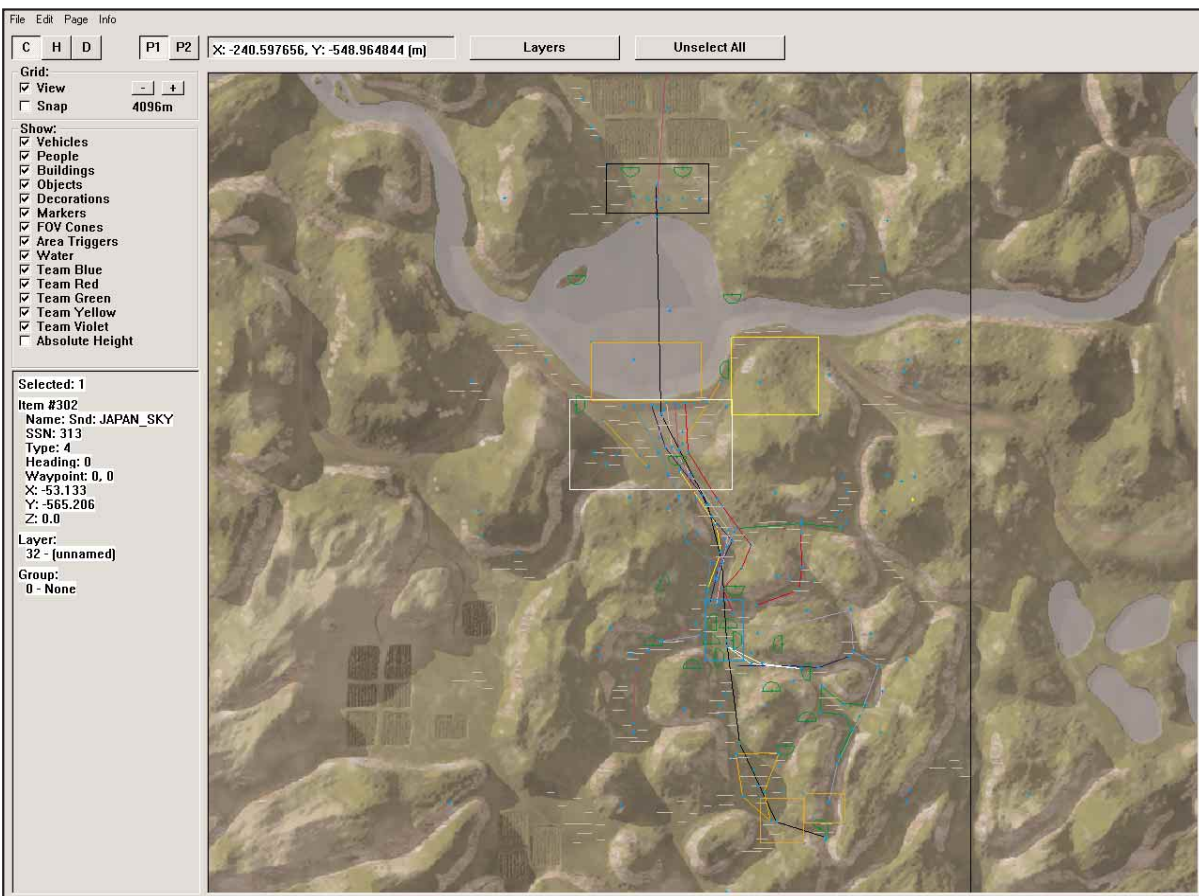 File Edit Page Info
C H D P1 P2 X: -240.597656, Y: -548.964844 (m) Layers Unselect All
Grid:
View - +
Snap 4096m
Show:
Vehicles
People
Buildings
Objects
Decorations
Markers
FOV Cones
Area Triggers
Water
Team Blue
Team Red
Team Green
Team Yellow
Team Violet
Absolute Height
Selected: 1
Item #302
Name: Snd: JAPAN_SKY
SSN: 313
Type: 4
Heading: 0
Waypoint: 0, 0
X: -53.133
Y: -565.206
Z: 0.0
Layer:
32 - (unnamed)
Group:
0 - None